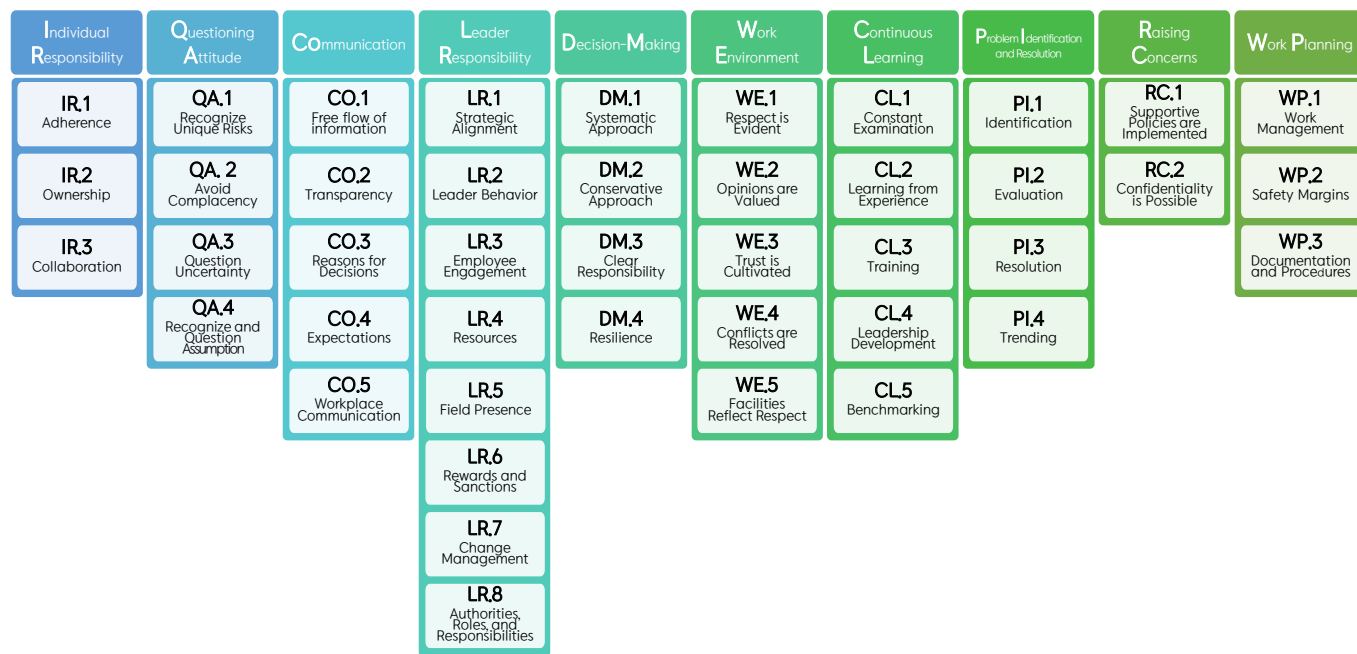 Individual
Responsibility
IR.1
Adherence
IR.2
Ownership
IR.3
Collaboration
Questioning
Attitude
QA.1
Recognize
Unique Risks
QA. 2
Avoid
Complacency
QA.3
Question
Uncertainty
QA.4
Recognize and
Question
Assumption
Communication
CO.1
Free flow of
information
CO.2
Transparency
CO.3
Reasons for
Decisions
CO.4
Expectations
CO.5
Workplace
Communication
Leader
Responsibility
LR.1
Strategic
Alignment
LR.2
Leader Behavior
LR.3
Employee
Engagement
LR.4
Resources
LR.5
Field Presence
LR.6
Rewards and
Sanctions
LR.7
Change
Management
LR.8
Authorities,
Roles, and
Responsibilities
Decision-Making
DM.1
Systematic
Approach
DM.2
Conservative
Approach
DM.3
Clear
Responsibility
DM.4
Resilience
Work
Environment
WE.1
Respect is
Evident
WE.2
Opinions are
Valued
WE.3
Trust is
Cultivated
WE.4
Conflicts are
Resolved
WE.5
Facilities
Reflect Respect
Continuous
Learning
CL.1
Constant
Examination
CL.2
Learning from
Experience
CL.3
Training
CL.4
Leadership
Development
CL.5
Benchmarking
Problem Identification
and Resolution
PI.1
Identification
PI.2
Evaluation
PI.3
Resolution
PI.4
Trending
Raising
Concerns
RC.1
Supportive
Policies are
Implemented
RC.2
Confidentiality
is Possible
Work Planning
WP.1
Work
Management
WP.2
Safety Margins
WP.3
Documentation
and Procedures